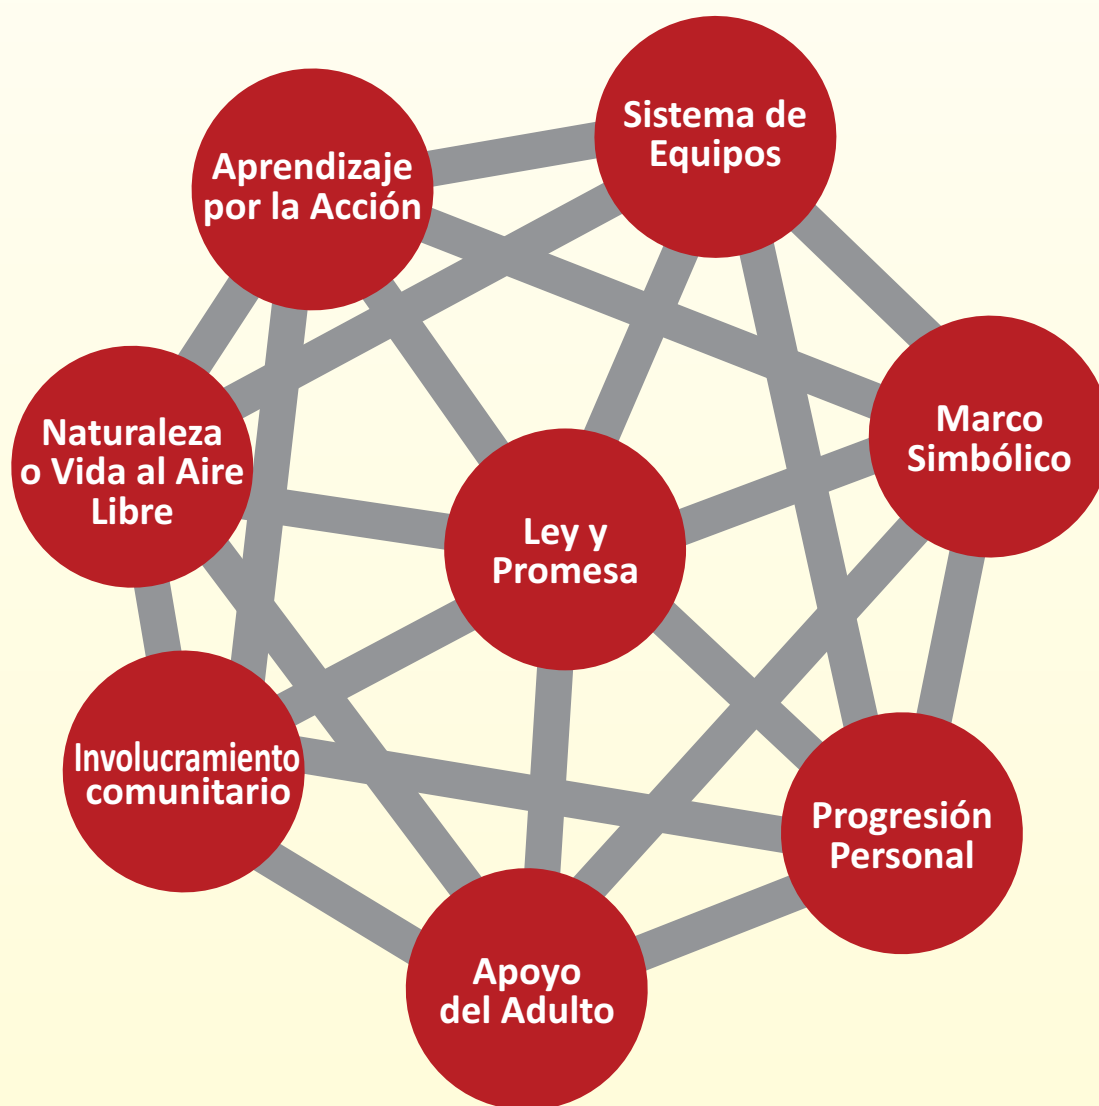 Sistema de
Equipos
Aprendizaje
por la Acción
Marco
Simbólico
Naturaleza
o Vida al Aire
Libre
Ley y
Promesa
Involucramiento
comunitario
Progresión
Personal
Apoyo
del Adulto